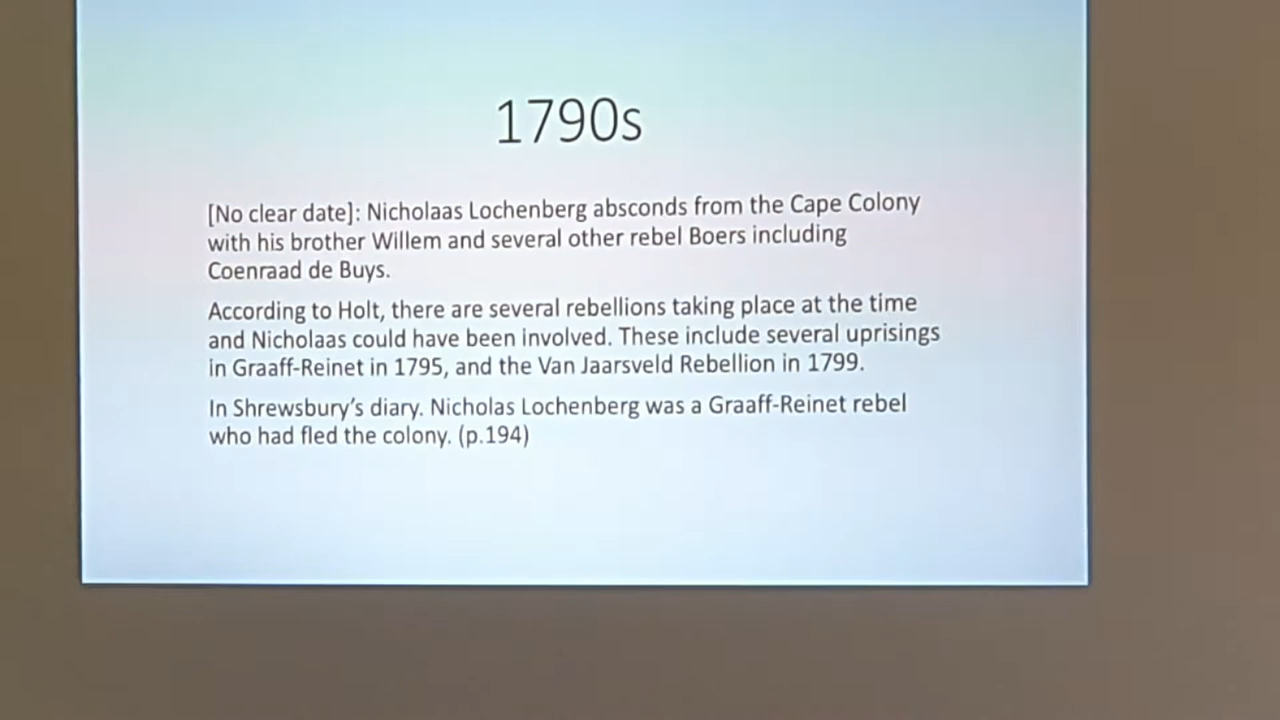 1790s
[No clear date]: Nicholaas Lochenberg absconds from the Cape Colony
with his brother Willem and several other rebel Boers including
Coenraad de Buys.
According to Holt, there are several rebellions taking place at the time
and Nicholaas could have been involved. These include several uprisings
in Graaff-Reinet in 1795, and the Van Jaarsveld Rebellion in 1799.
In Shrewsbury's diary. Nicholas Lochenberg was a Graaff-Reinet rebel
who had fled the colony. (p.194)